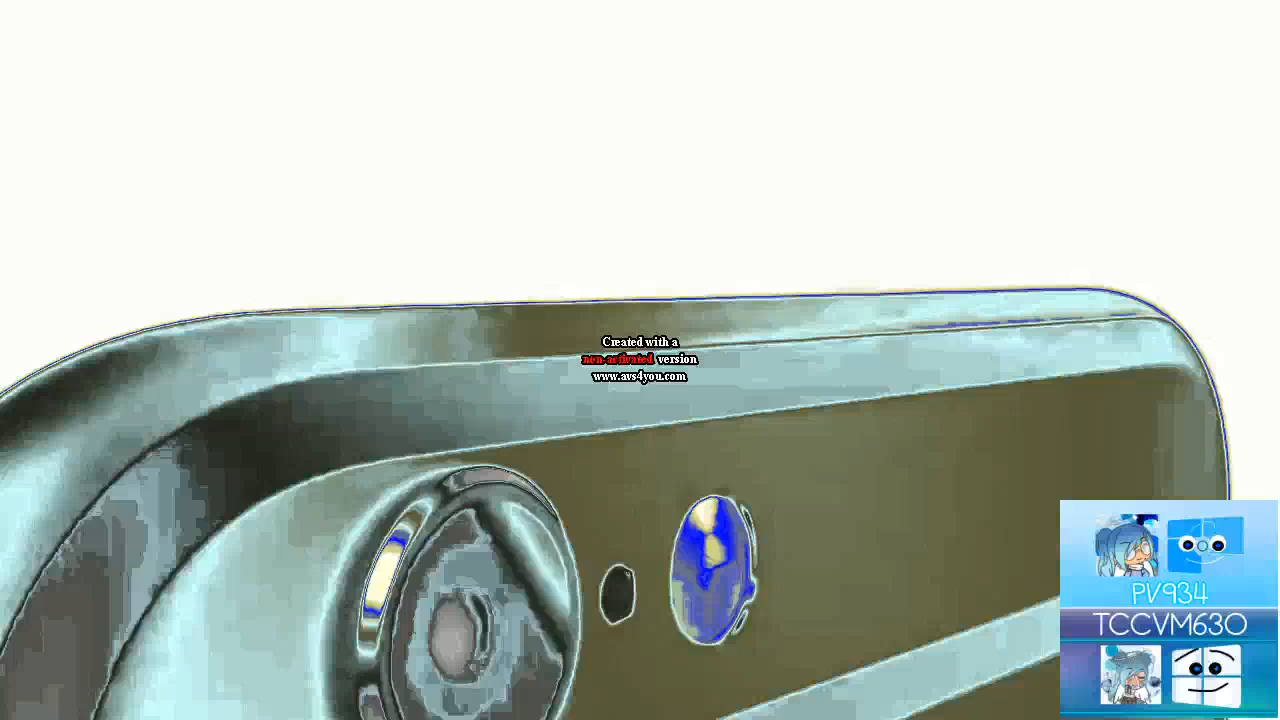 Created with a
non-activated version
www.avs4you.com
PV934
TCCVM630